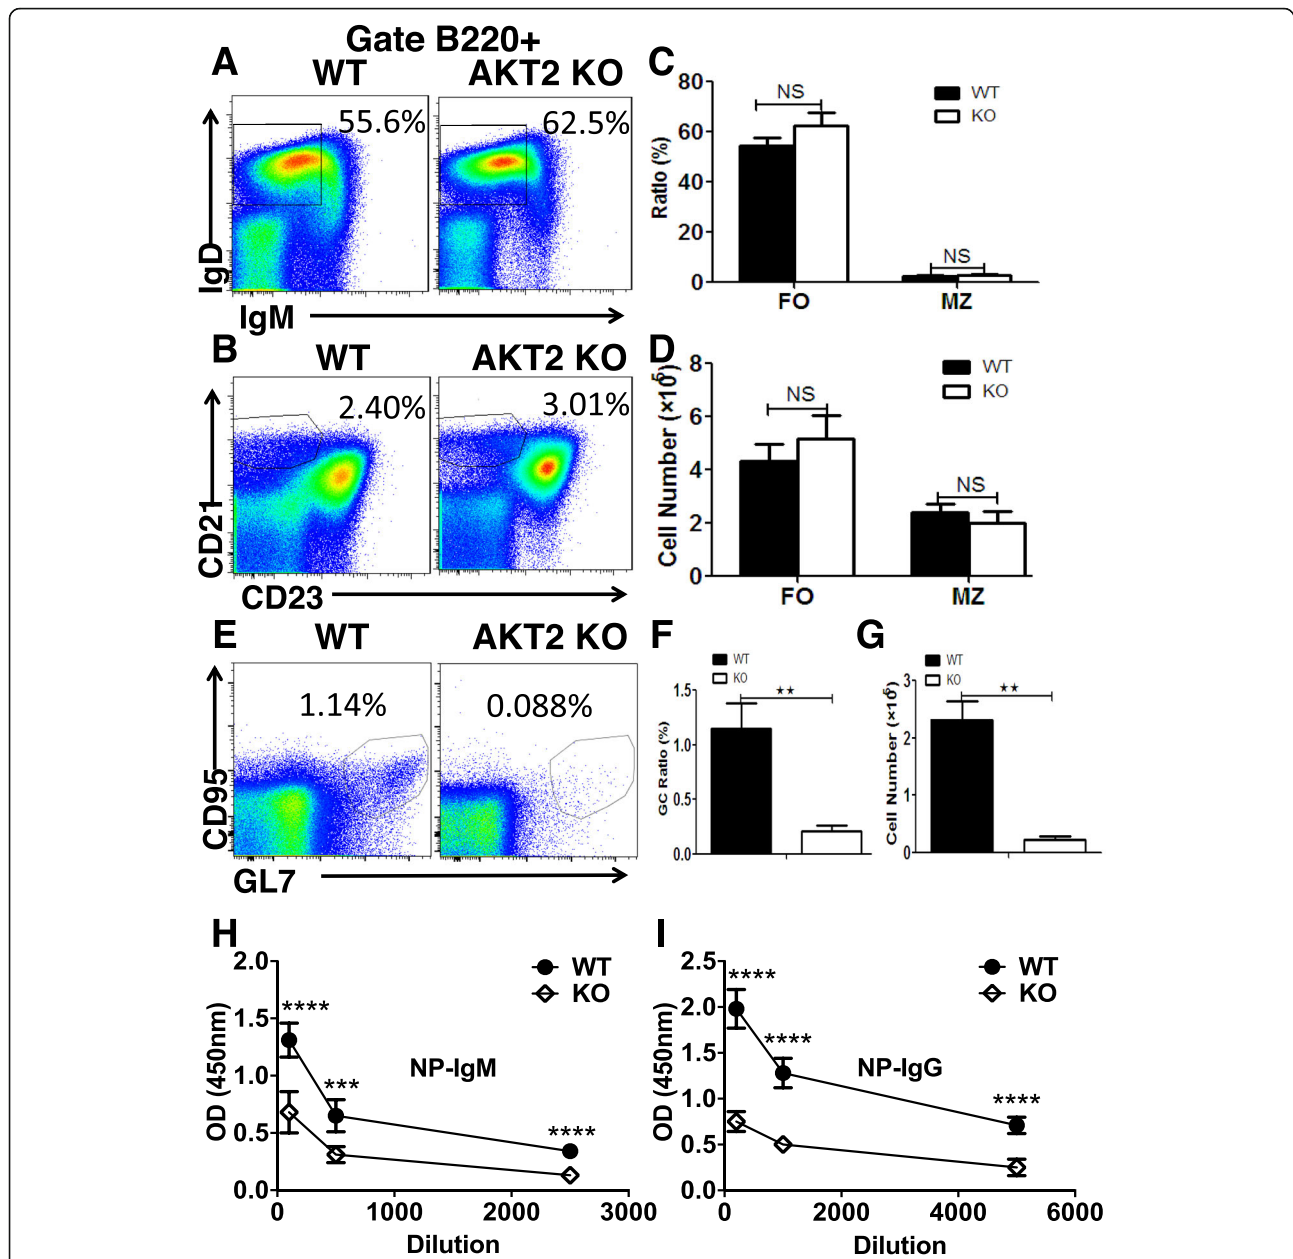 Gate B220+
A
WT
AKT2 KO
55.6%
62.5%
IgD
IgM
C
WT
KO
NS
NS
Ratio (%)
80
60
40
20
0
FO
MZ
B
WT
AKT2 KO
2.40%
3.01%
CD21
CD23
D
WT
KO
NS
NS
Cell Number (×10⁵)
8
6
4
2
0
FO
MZ
E
WT
AKT2 KO
1.14%
0.088%
CD95
GL7
F
WT
KO
★★
GC Ratio (%)
1.5
1.0
0.5
0.0
G
WT
KO
★★
Cell Number (×10⁵)
3
2
1
0
H
WT
KO
NP-IgM
****
***
****
OD (450nm)
2.0
1.5
1.0
0.5
0.0
0 1000 2000 3000
Dilution
I
WT
KO
NP-IgG
****
****
****
OD (450nm)
2.5
2.0
1.5
1.0
0.5
0.0
0 2000 4000 6000
Dilution